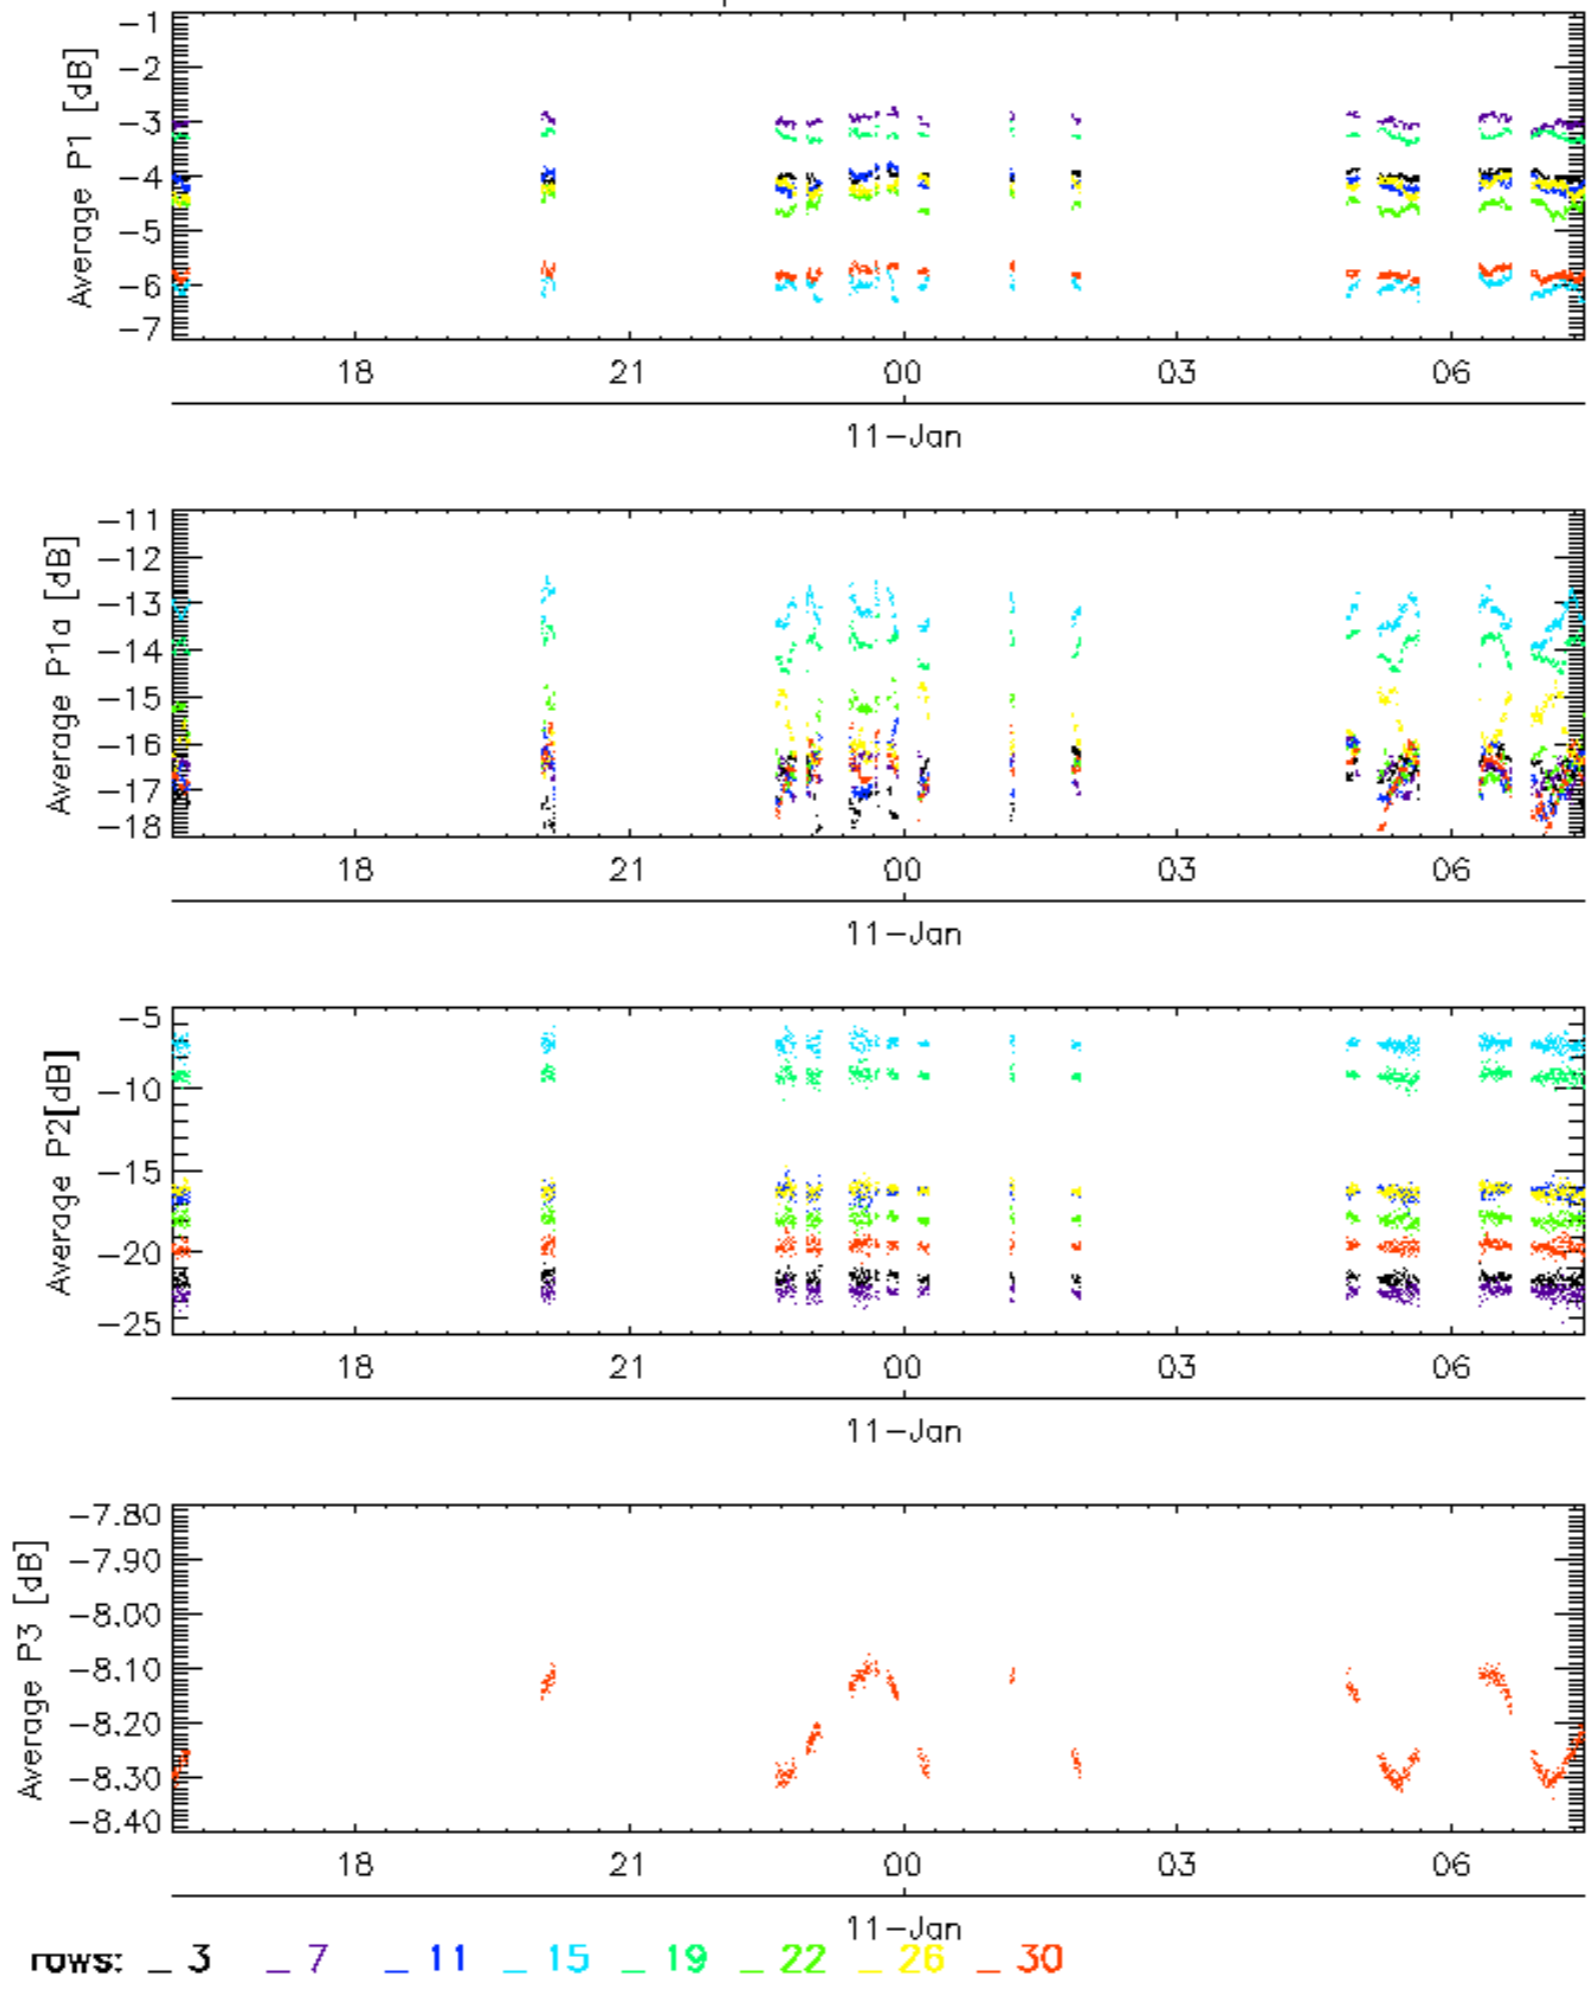 Average P1 [dB]
-1
-2
-3
-4
-5
-6
-7
18 21 00 03 06
11-Jan
Average P1a [dB]
-11
-12
-13
-14
-15
-16
-17
-18
18 21 00 03 06
11-Jan
Average P2[dB]
-5
-10
-15
-20
-25
18 21 00 03 06
11-Jan
Average P3 [dB]
-7.80
-7.90
-8.00
-8.10
-8.20
-8.30
-8.40
18 21 00 03 06
11-Jan
rows: _ 3 _ 7 _ 11 _ 15 _ 19 _ 22 _ 26 _ 30